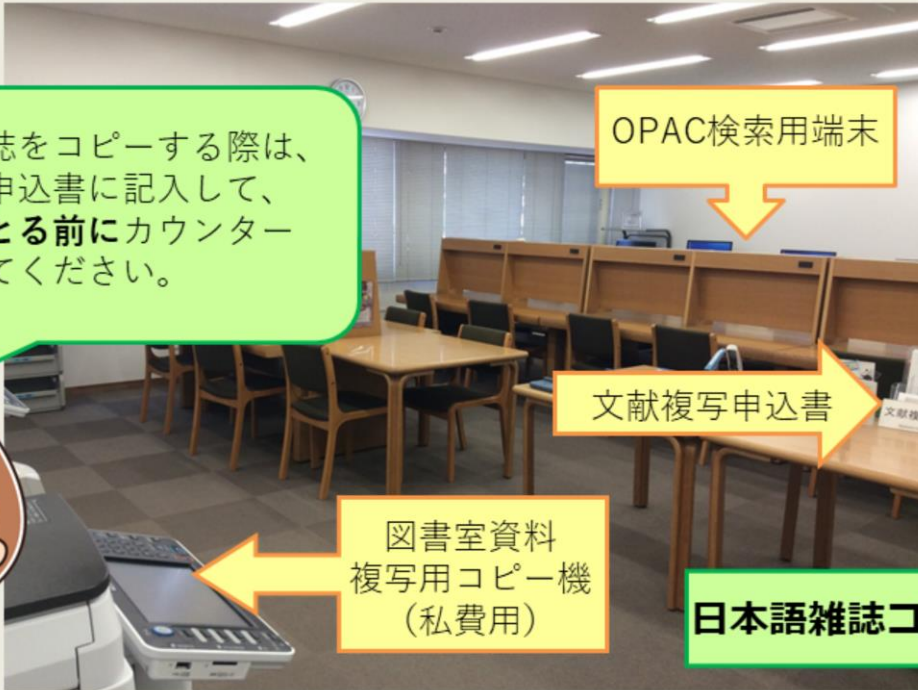 誌をコピーする際は、
申込書に記入して、
とる前にカウンター
てください。
OPAC検索用端末
文献複写申込書
文献複
図書室資料
複写用コピー機
（私費用）
日本語雑誌コ